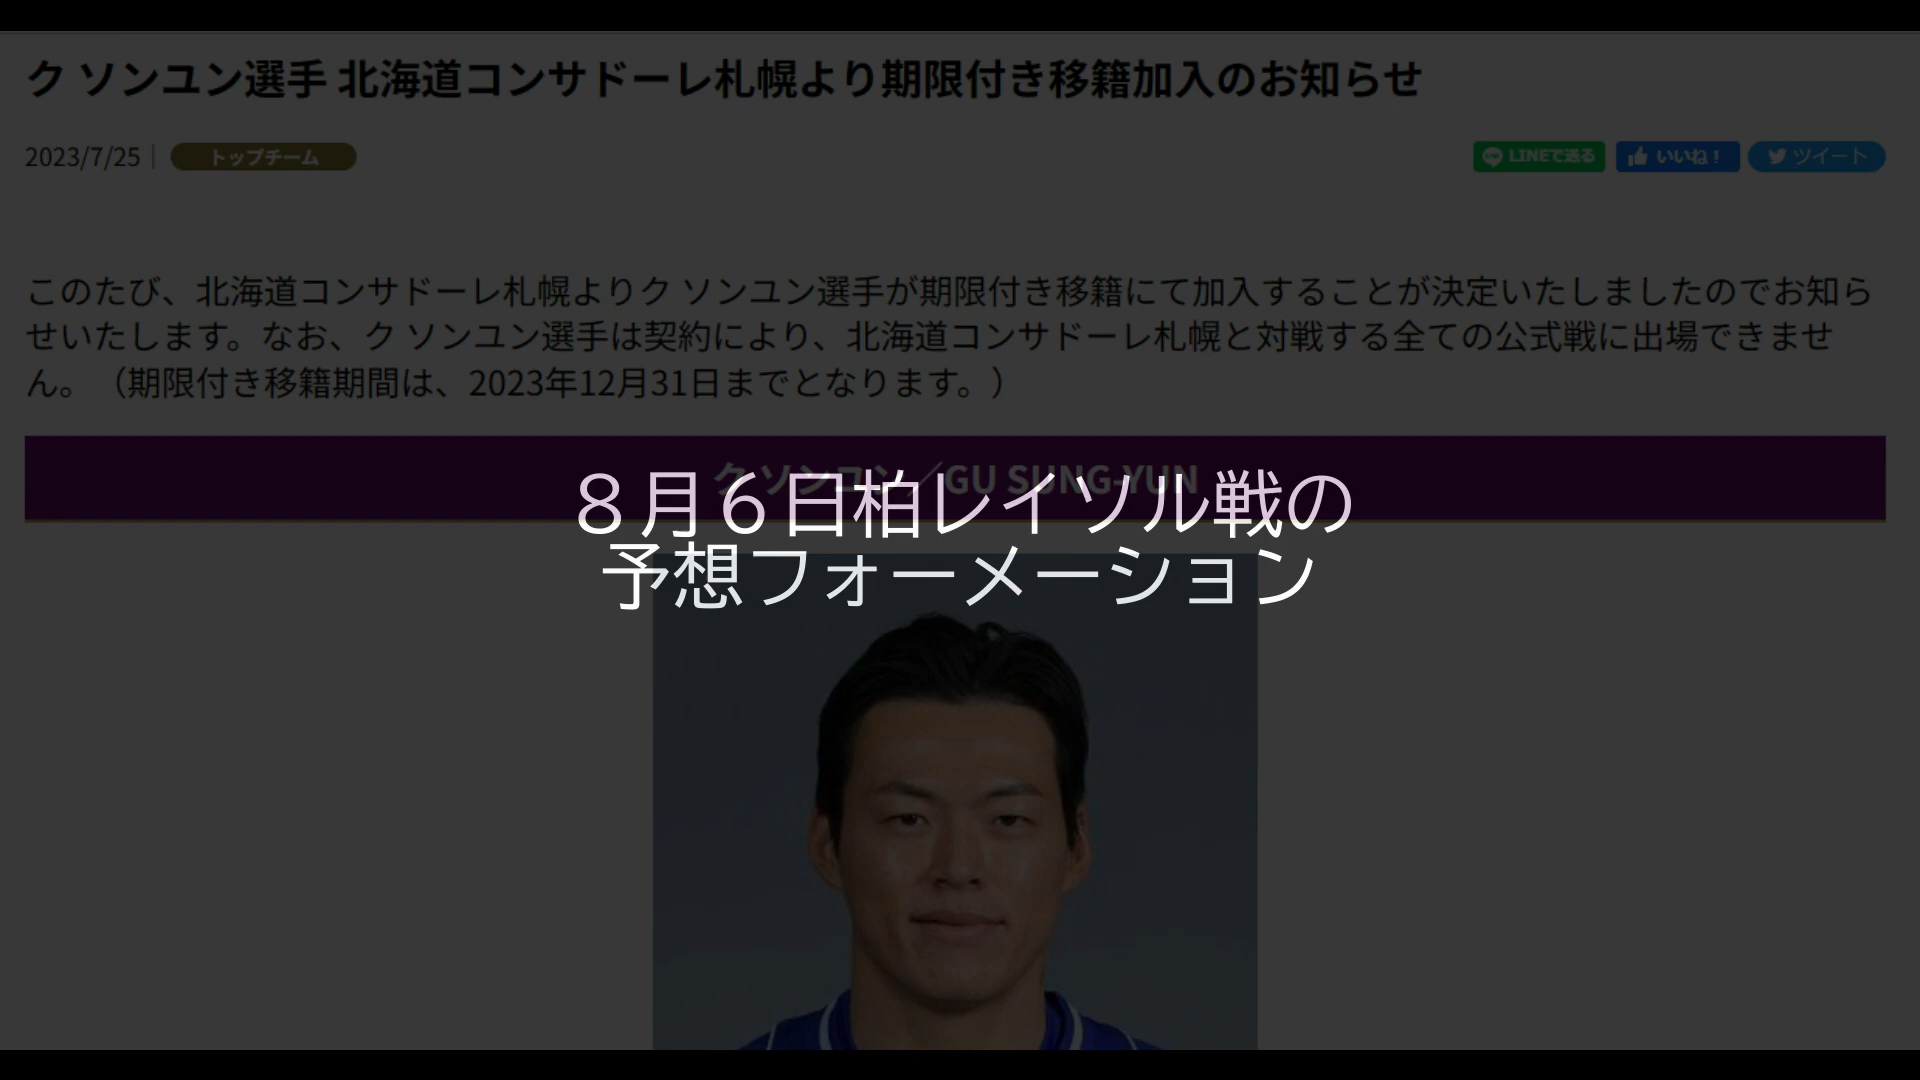 ク ソンユン選手 北海道コンサドーレ札幌より期限付き移籍加入のお知らせ
2023/7/25 トップチーム LINEで送る いいね！ ツイート
このたび、北海道コンサドーレ札幌よりク ソンユン選手が期限付き移籍にて加入することが決定いたしましたのでお知ら
せいたします。なお、ク ソンユン選手は契約により、北海道コンサドーレ札幌と対戦する全ての公式戦に出場できませ
ん。（期限付き移籍期間は、2023年12月31日までとなります。）
ク ソンユン／GU SUNG-YUN
８月６日柏レイソル戦の
予想フォーメーション